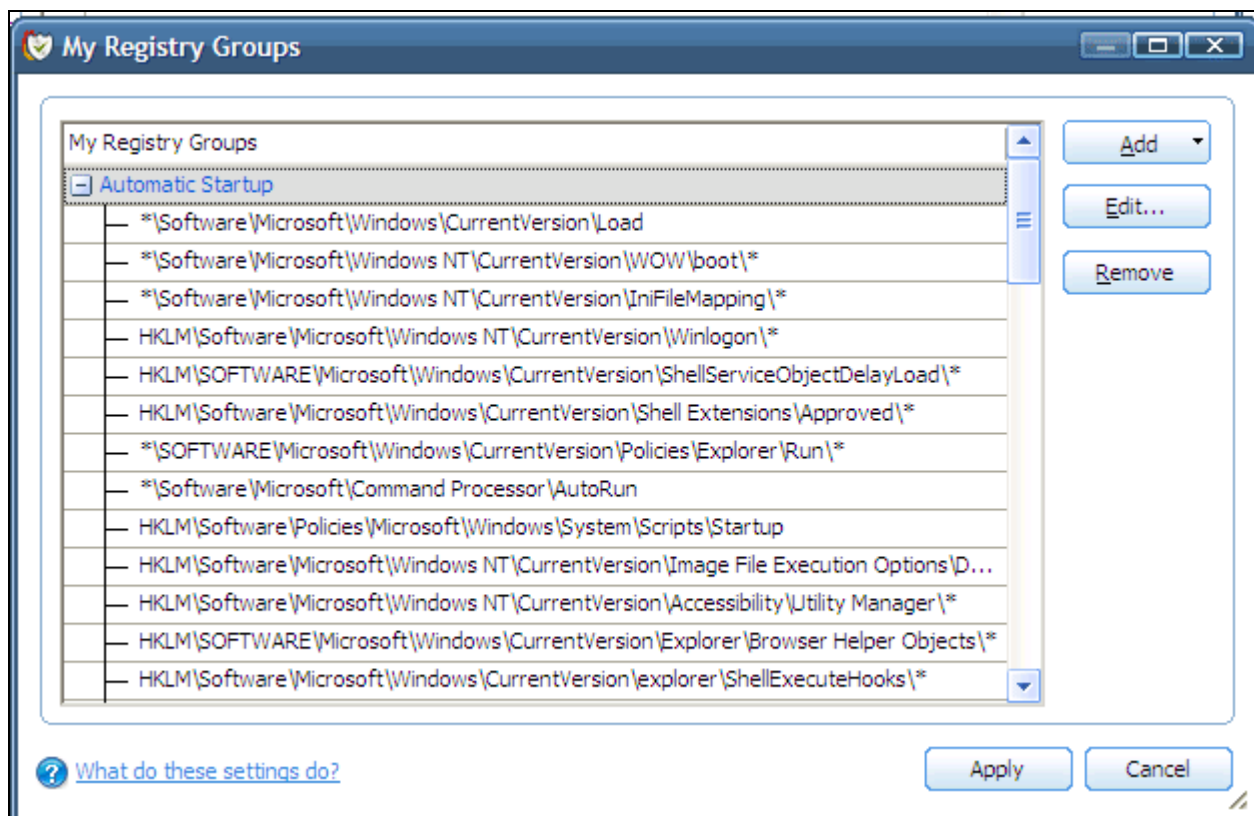 My Registry Groups
My Registry Groups
Add
Automatic Startup
*\Software\Microsoft\Windows\CurrentVersion\Load
Edit...
*\Software\Microsoft\Windows NT\CurrentVersion\WOW\boot\*
Remove
*\Software\Microsoft\Windows NT\CurrentVersion\IniFileMapping\*
HKLM\Software\Microsoft\Windows NT\CurrentVersion\Winlogon\*
HKLM\SOFTWARE\Microsoft\Windows\CurrentVersion\ShellServiceObjectDelayLoad\*
HKLM\Software\Microsoft\Windows\CurrentVersion\Shell Extensions\Approved\*
*\SOFTWARE\Microsoft\Windows\CurrentVersion\Policies\Explorer\Run\*
*\Software\Microsoft\Command Processor\AutoRun
HKLM\Software\Policies\Microsoft\Windows\System\Scripts\Startup
HKLM\Software\Microsoft\Windows NT\CurrentVersion\Image File Execution Options\D...
HKLM\Software\Microsoft\Windows NT\CurrentVersion\Accessibility\Utility Manager\*
HKLM\SOFTWARE\Microsoft\Windows\CurrentVersion\Explorer\Browser Helper Objects\*
HKLM\Software\Microsoft\Windows\CurrentVersion\explorer\ShellExecuteHooks\*
What do these settings do?
Apply
Cancel